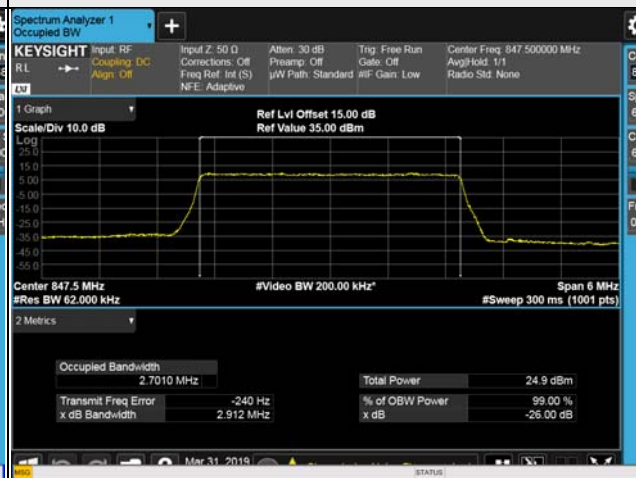 Spectrum Analyzer 1
Occupied BW
+
KEYSIGHT
RL
LXI
Input: RF
Coupling: DC
Align: Off
Input Z: 50 Ω
Corrections: Off
Freq Ref: Int (S)
NFE: Adaptive
Atten: 30 dB
Preamp: Off
µW Path: Standard
Trig: Free Run
Gate: Off
#IF Gain: Low
Center Freq: 847.500000 MHz
Avg|Hold: 1/1
Radio Std: None
1 Graph
Scale/Div 10.0 dB
Ref Lvl Offset 15.00 dB
Ref Value 35.00 dBm
Log
25.0
15.0
5.00
-5.00
-15.0
-25.0
-35.0
-45.0
-55.0
Center 847.5 MHz
#Res BW 62.000 kHz
#Video BW 200.00 kHz*
Span 6 MHz
#Sweep 300 ms (1001 pts)
2 Metrics
Occupied Bandwidth
2.7010 MHz
Total Power 24.9 dBm
Transmit Freq Error -240 Hz
% of OBW Power 99.00 %
x dB Bandwidth 2.912 MHz
x dB -26.00 dB
Mar 31, 2019
MSG
STATUS